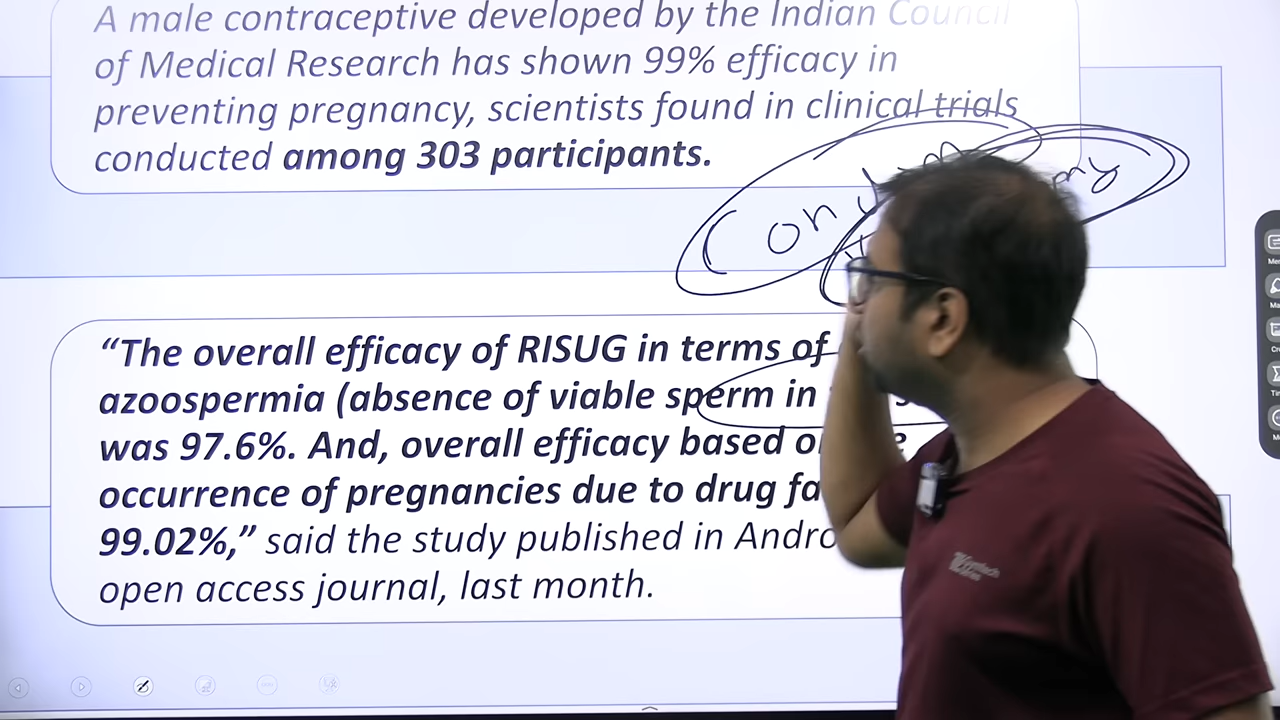 A male contraceptive developed by the Indian Council
of Medical Research has shown 99% efficacy in
preventing pregnancy, scientists found in clinical trials
conducted among 303 participants.
“The overall efficacy of RISUG in terms of
azoospermia (absence of viable sperm in
was 97.6%. And, overall efficacy based
occurrence of pregnancies due to drug
99.02%,” said the study published in
open access journal, last month.